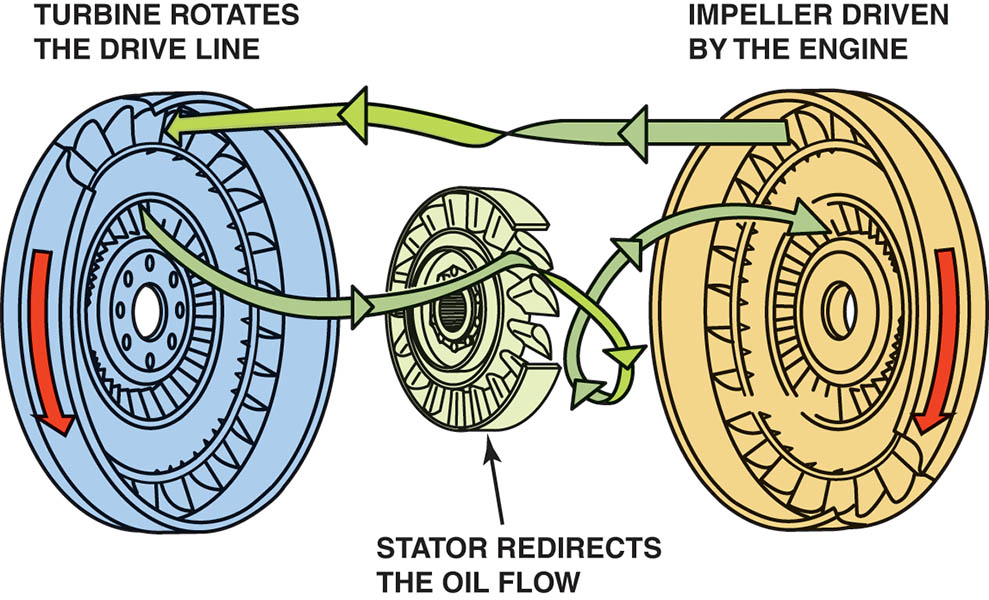 TURBINE ROTATES
THE DRIVE LINE
IMPELLER DRIVEN
BY THE ENGINE
STATOR REDIRECTS
THE OIL FLOW